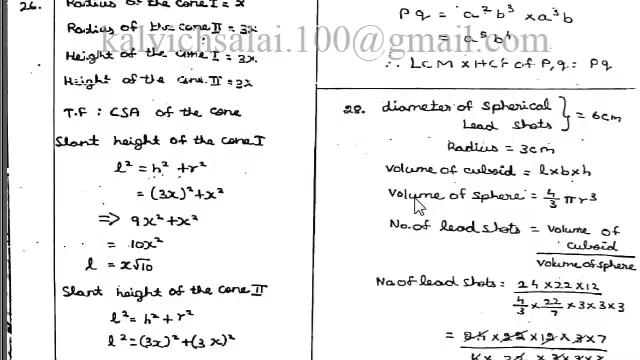 26. Radius of the cone I = x
Radius of the cone II = 3x
Height of the cone I = 3x
Height of the cone II = 3x
T.F : CSA of the cone
Slant height of the cone I
l² = h² + r²
= (3x)² + x²
⇒ 9x² + x²
= 10x²
l = x√10
Slant height of the cone II
l² = h² + r²
l² = (3x)² + (3x)²
kalvichsalai.100@gmail.com
Pq = a²b³ × a³b
= a⁵b⁴
∴ LCM × HCF of P,q = Pq
28. diameter of Spherical Lead Shots } = 6cm
Radius = 3cm
Volume of cuboid = l×b×h
Volume of sphere = 4/3 πr³
No. of lead shots = volume of cuboid / volume of sphere
No of lead shots = 24 × 22 × 12 / 4/3 × 22/7 × 3 × 3 × 3
= 24 × 22 × 12 × 3 × 7